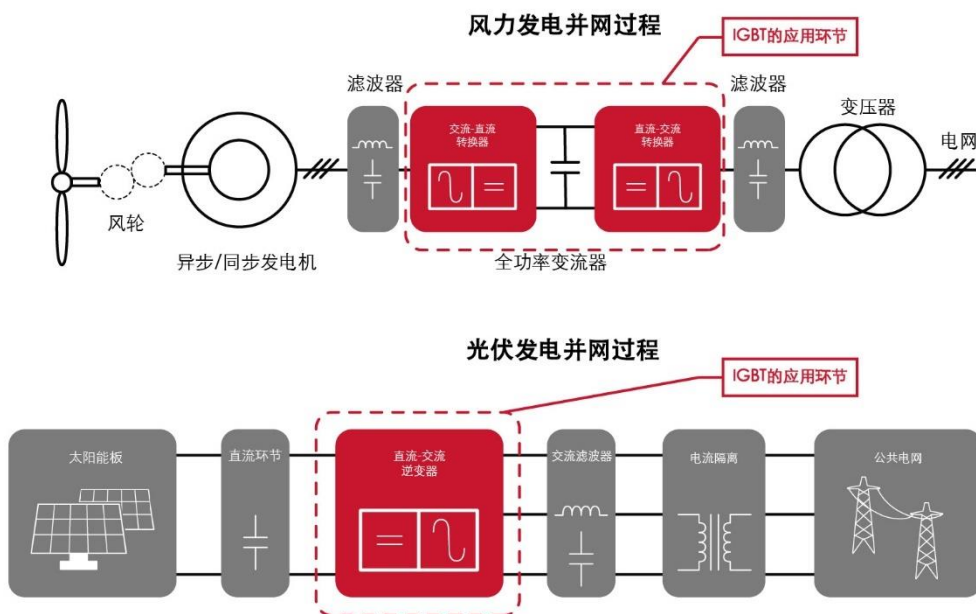 风力发电并网过程
IGBT的应用环节
滤波器
交流-直流
转换器
直流-交流
转换器
滤波器
变压器
电网
风轮
异步/同步发电机
全功率变流器
光伏发电并网过程
IGBT的应用环节
太阳能板
直流环节
直流-交流
逆变器
交流滤波器
电流隔离
公共电网